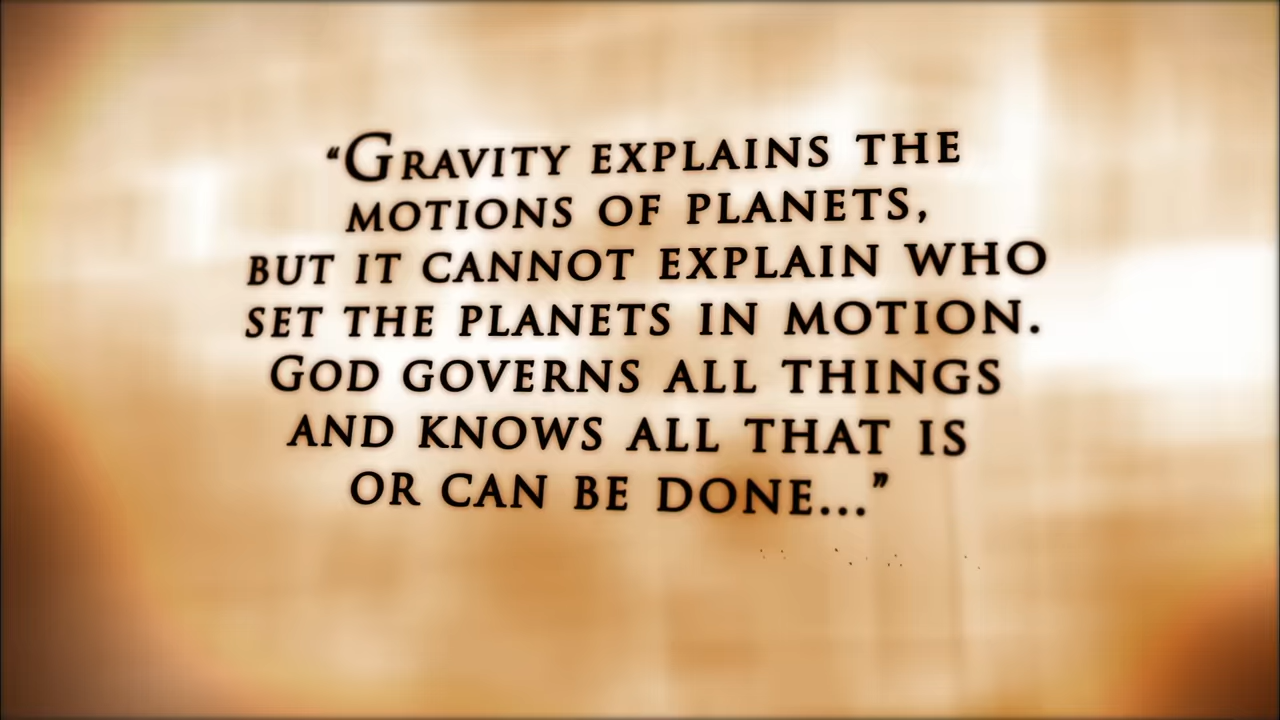 “Gravity explains the
motions of planets,
but it cannot explain who
set the planets in motion.
God governs all things
and knows all that is
or can be done...”